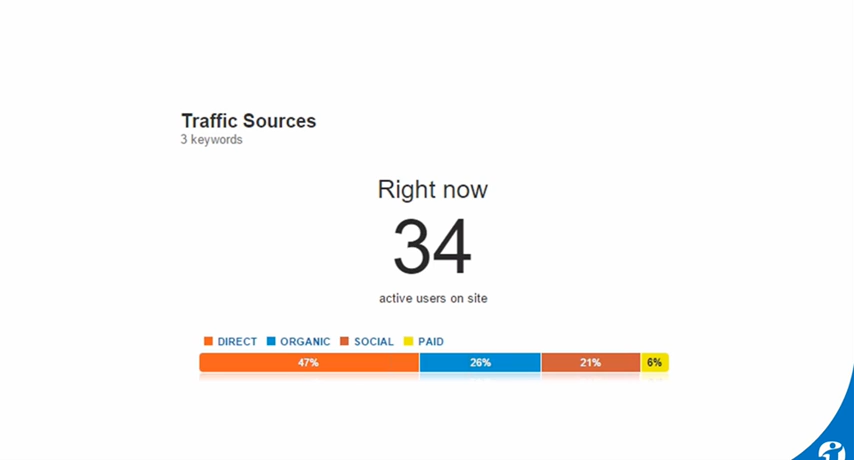 Traffic Sources
3 keywords
Right now
34
active users on site
DIRECT ORGANIC SOCIAL PAID
47% 26% 21% 6%